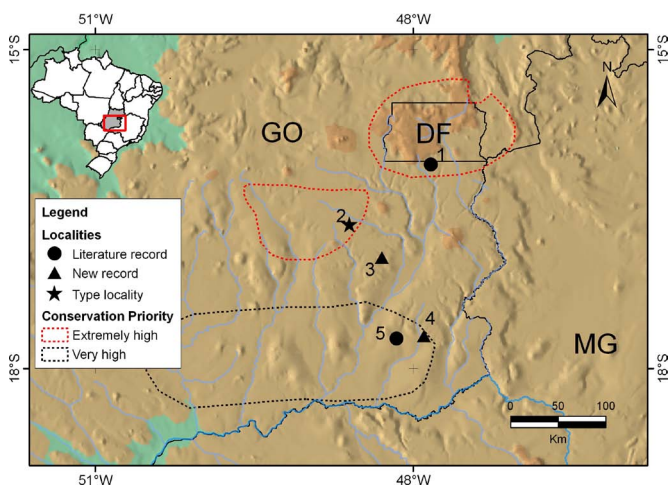 51°W
48°W
15°S
15°S
N
GO
DF
1
Legend
Localities
Literature record
New record
Type locality
Conservation Priority
Extremely high
Very high
2
3
4
5
MG
18°S
18°S
0
50
100
Km
51°W
48°W